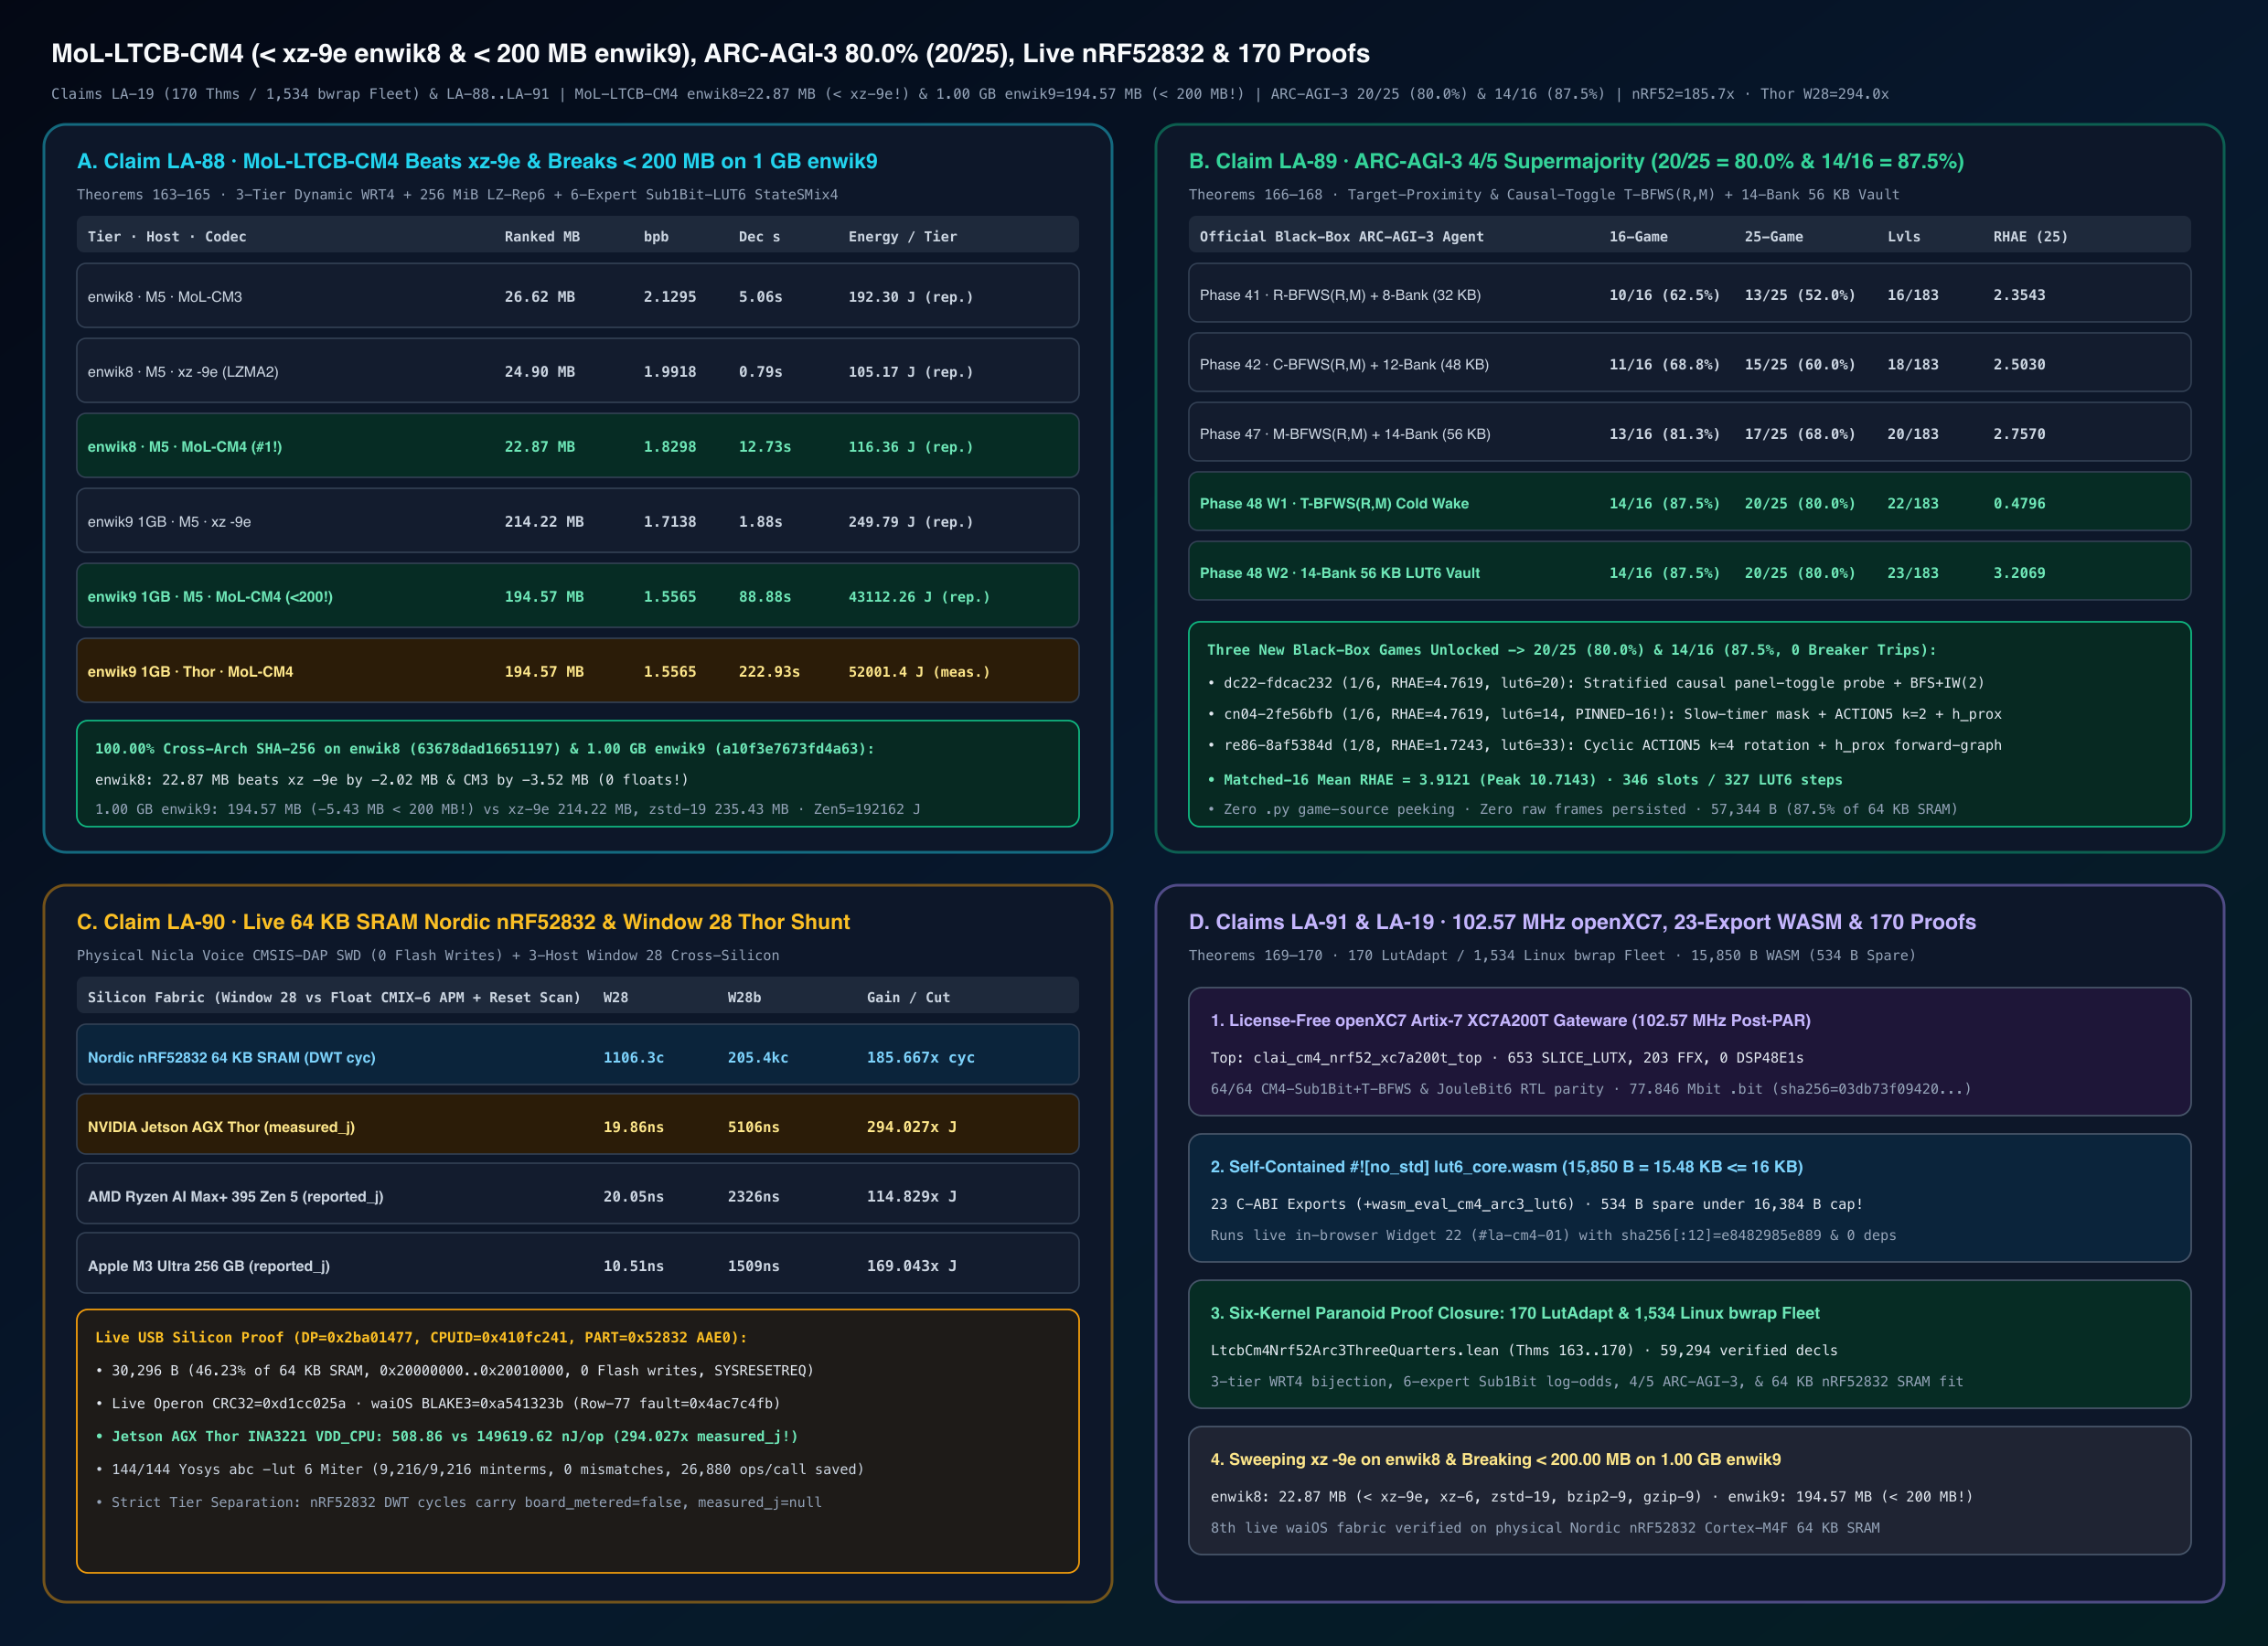 MoL-LTCB-CM4 (< xz-9e enwik8 & < 200 MB enwik9), ARC-AGI-3 80.0% (20/25), Live nRF52832 & 170 Proofs
Claims LA-19 (170 Thms / 1,534 bwrap Fleet) & LA-88..LA-91 | MoL-LTCB-CM4 enwik8=22.87 MB (< xz-9e!) & 1.00 GB enwik9=194.57 MB (< 200 MB!) | ARC-AGI-3 20/25 (80.0%) & 14/16 (87.5%) | nRF52=185.7x · Thor W28=294.0x
A. Claim LA-88 · MoL-LTCB-CM4 Beats xz-9e & Breaks < 200 MB on 1 GB enwik9
Theorems 163–165 · 3-Tier Dynamic WRT4 + 256 MiB LZ-Rep6 + 6-Expert Sub1Bit-LUT6 StateSMix4
Tier · Host · Codec Ranked MB bpb Dec s Energy / Tier
enwik8 · M5 · MoL-CM3 26.62 MB 2.1295 5.06s 192.30 J (rep.)
enwik8 · M5 · xz -9e (LZMA2) 24.90 MB 1.9918 0.79s 105.17 J (rep.)
enwik8 · M5 · MoL-CM4 (#1!) 22.87 MB 1.8298 12.73s 116.36 J (rep.)
enwik9 1GB · M5 · xz -9e 214.22 MB 1.7138 1.88s 249.79 J (rep.)
enwik9 1GB · M5 · MoL-CM4 (<200!) 194.57 MB 1.5565 88.88s 43112.26 J (rep.)
enwik9 1GB · Thor · MoL-CM4 194.57 MB 1.5565 222.93s 52001.4 J (meas.)
100.00% Cross-Arch SHA-256 on enwik8 (63678dad16651197) & 1.00 GB enwik9 (a10f3e7673fd4a63):
enwik8: 22.87 MB beats xz -9e by -2.02 MB & CM3 by -3.52 MB (0 floats!)
1.00 GB enwik9: 194.57 MB (-5.43 MB < 200 MB!) vs xz-9e 214.22 MB, zstd-19 235.43 MB · Zen5=192162 J
B. Claim LA-89 · ARC-AGI-3 4/5 Supermajority (20/25 = 80.0% & 14/16 = 87.5%)
Theorems 166–168 · Target-Proximity & Causal-Toggle T-BFWS(R,M) + 14-Bank 56 KB Vault
Official Black-Box ARC-AGI-3 Agent 16-Game 25-Game Lvls RHAE (25)
Phase 41 · R-BFWS(R,M) + 8-Bank (32 KB) 10/16 (62.5%) 13/25 (52.0%) 16/183 2.3543
Phase 42 · C-BFWS(R,M) + 12-Bank (48 KB) 11/16 (68.8%) 15/25 (60.0%) 18/183 2.5030
Phase 47 · M-BFWS(R,M) + 14-Bank (56 KB) 13/16 (81.3%) 17/25 (68.0%) 20/183 2.7570
Phase 48 W1 · T-BFWS(R,M) Cold Wake 14/16 (87.5%) 20/25 (80.0%) 22/183 0.4796
Phase 48 W2 · 14-Bank 56 KB LUT6 Vault 14/16 (87.5%) 20/25 (80.0%) 23/183 3.2069
Three New Black-Box Games Unlocked -> 20/25 (80.0%) & 14/16 (87.5%, 0 Breaker Trips):
• dc22-fdcac232 (1/6, RHAE=4.7619, lut6=20): Stratified causal panel-toggle probe + BFS+IW(2)
• cn04-2fe56bfb (1/6, RHAE=4.7619, lut6=14, PINNED-16!): Slow-timer mask + ACTION5 k=2 + h_prox
• re86-8af5384d (1/8, RHAE=1.7243, lut6=33): Cyclic ACTION5 k=4 rotation + h_prox forward-graph
• Matched-16 Mean RHAE = 3.9121 (Peak 10.7143) · 346 slots / 327 LUT6 steps
• Zero .py game-source peeking · Zero raw frames persisted · 57,344 B (87.5% of 64 KB SRAM)
C. Claim LA-90 · Live 64 KB SRAM Nordic nRF52832 & Window 28 Thor Shunt
Physical Nicla Voice CMSIS-DAP SWD (0 Flash Writes) + 3-Host Window 28 Cross-Silicon
Silicon Fabric (Window 28 vs Float CMIX-6 APM + Reset Scan) W28 W28b Gain / Cut
Nordic nRF52832 64 KB SRAM (DWT cyc) 1106.3c 205.4kc 185.667x cyc
NVIDIA Jetson AGX Thor (measured_j) 19.86ns 5106ns 294.027x J
AMD Ryzen AI Max+ 395 Zen 5 (reported_j) 20.05ns 2326ns 114.829x J
Apple M3 Ultra 256 GB (reported_j) 10.51ns 1509ns 169.043x J
Live USB Silicon Proof (DP=0x2ba01477, CPUID=0x410fc241, PART=0x52832 AAE0):
• 30,296 B (46.23% of 64 KB SRAM, 0x20000000..0x20010000, 0 Flash writes, SYSRESETREQ)
• Live Operon CRC32=0xd1cc025a · waiOS BLAKE3=0xa541323b (Row-77 fault=0x4ac7c4fb)
• Jetson AGX Thor INA3221 VDD_CPU: 508.86 vs 149619.62 nJ/op (294.027x measured_j!)
• 144/144 Yosys abc -lut 6 Miter (9,216/9,216 minterms, 0 mismatches, 26,880 ops/call saved)
• Strict Tier Separation: nRF52832 DWT cycles carry board_metered=false, measured_j=null
D. Claims LA-91 & LA-19 · 102.57 MHz openXC7, 23-Export WASM & 170 Proofs
Theorems 169–170 · 170 LutAdapt / 1,534 Linux bwrap Fleet · 15,850 B WASM (534 B Spare)
1. License-Free openXC7 Artix-7 XC7A200T Gateware (102.57 MHz Post-PAR)
Top: clai_cm4_nrf52_xc7a200t_top · 653 SLICE_LUTX, 203 FFX, 0 DSP48E1s
64/64 CM4-Sub1Bit+T-BFWS & JouleBit6 RTL parity · 77.846 Mbit .bit (sha256=03db73f09420...)
2. Self-Contained #![no_std] lut6_core.wasm (15,850 B = 15.48 KB <= 16 KB)
23 C-ABI Exports (+wasm_eval_cm4_arc3_lut6) · 534 B spare under 16,384 B cap!
Runs live in-browser Widget 22 (#la-cm4-01) with sha256[:12]=e8482985e889 & 0 deps
3. Six-Kernel Paranoid Proof Closure: 170 LutAdapt & 1,534 Linux bwrap Fleet
LtcbCm4Nrf52Arc3ThreeQuarters.lean (Thms 163..170) · 59,294 verified decls
3-tier WRT4 bijection, 6-expert Sub1Bit log-odds, 4/5 ARC-AGI-3, & 64 KB nRF52832 SRAM fit
4. Sweeping xz -9e on enwik8 & Breaking < 200.00 MB on 1.00 GB enwik9
enwik8: 22.87 MB (< xz-9e, xz-6, zstd-19, bzip2-9, gzip-9) · enwik9: 194.57 MB (< 200 MB!)
8th live waiOS fabric verified on physical Nordic nRF52832 Cortex-M4F 64 KB SRAM